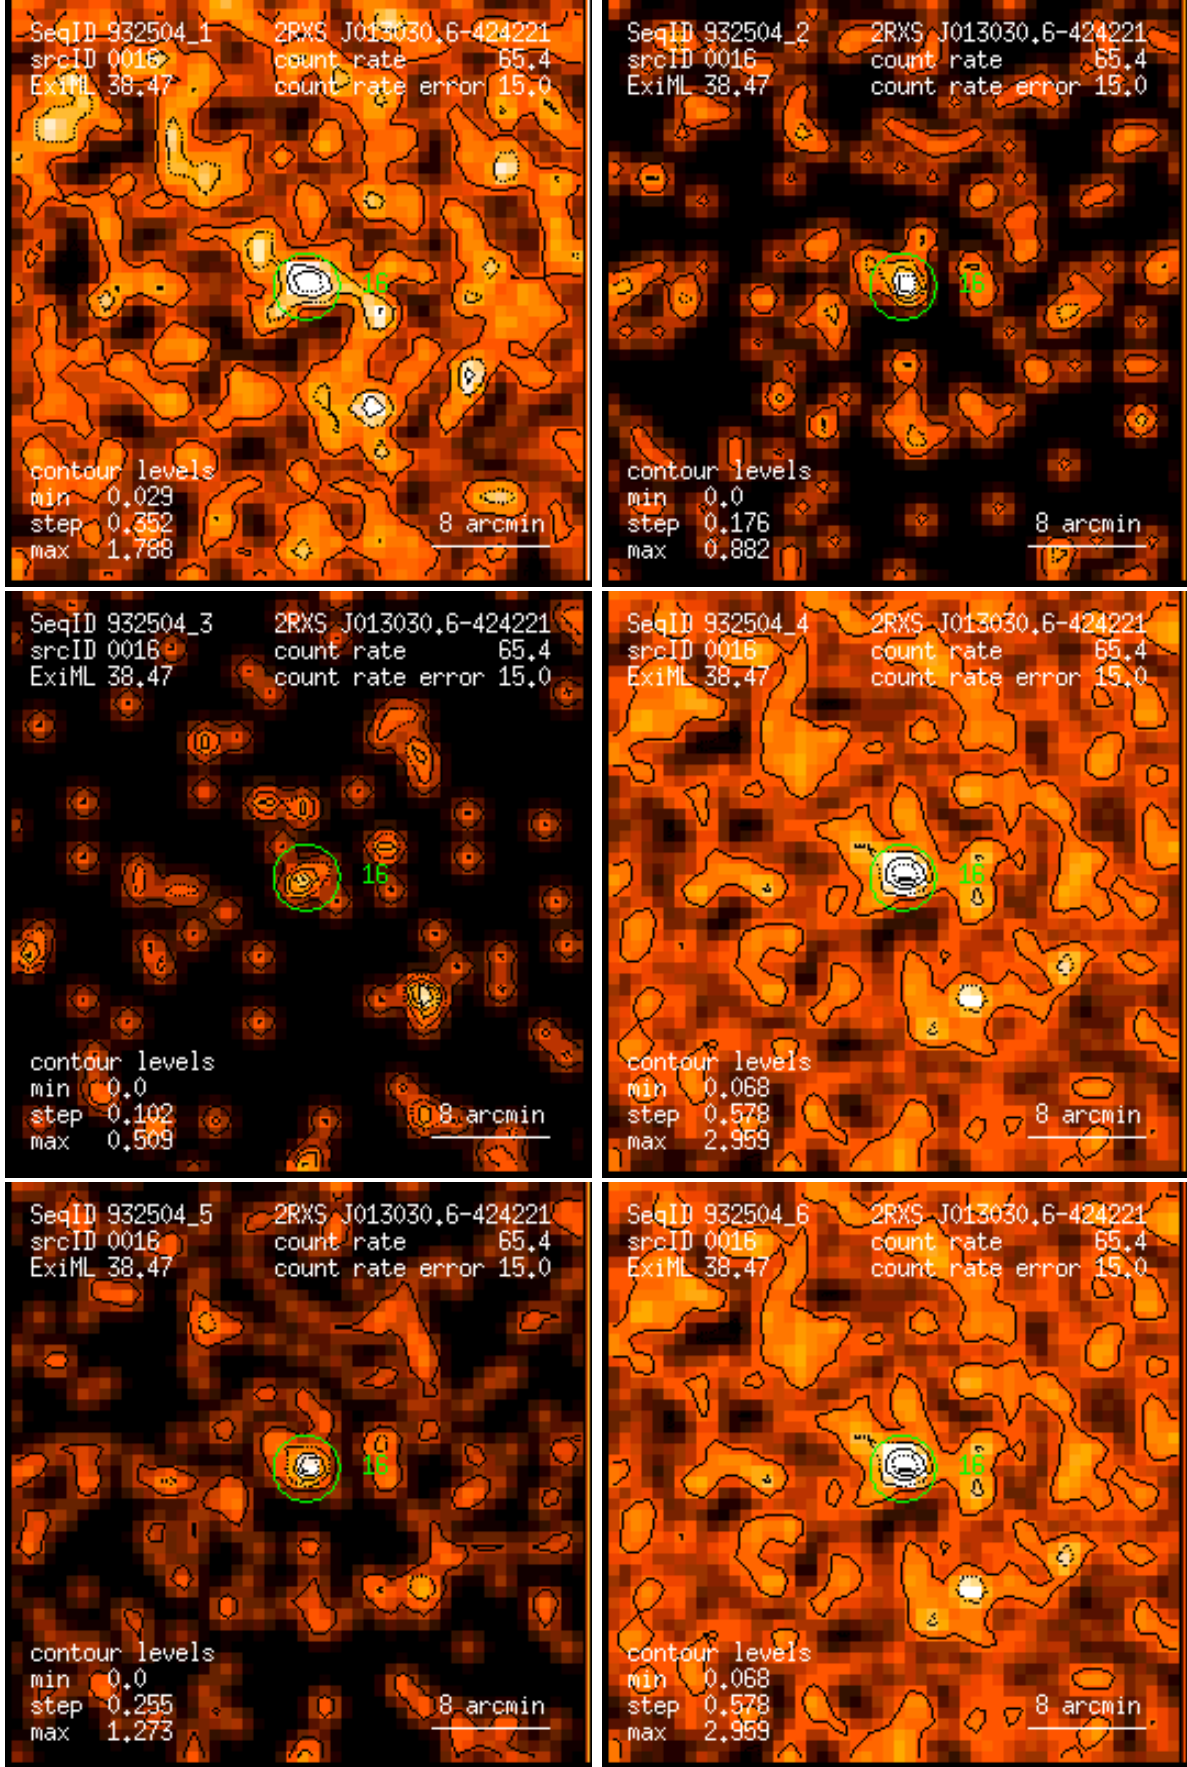 SeqID 932504_1 2RXS J013030.6-424221
srcID 0016 count rate 65.4
ExiML 38.47 count rate error 15.0
16
contour levels
min 0.029
step 0.352 8 arcmin
max 1.788
SeqID 932504_2 2RXS J013030.6-424221
srcID 0016 count rate 65.4
ExiML 38.47 count rate error 15.0
16
contour levels
min 0.0
step 0.176 8 arcmin
max 0.882
SeqID 932504_3 2RXS J013030.6-424221
srcID 0016 count rate 65.4
ExiML 38.47 count rate error 15.0
16
contour levels
min 0.0
step 0.102 8 arcmin
max 0.509
SeqID 932504_4 2RXS J013030.6-424221
srcID 0016 count rate 65.4
ExiML 38.47 count rate error 15.0
16
contour levels
min 0.068
step 0.578 8 arcmin
max 2.959
SeqID 932504_5 2RXS J013030.6-424221
srcID 0016 count rate 65.4
ExiML 38.47 count rate error 15.0
16
contour levels
min 0.0
step 0.255 8 arcmin
max 1.273
SeqID 932504_6 2RXS J013030.6-424221
srcID 0016 count rate 65.4
ExiML 38.47 count rate error 15.0
16
contour levels
min 0.068
step 0.578 8 arcmin
max 2.959